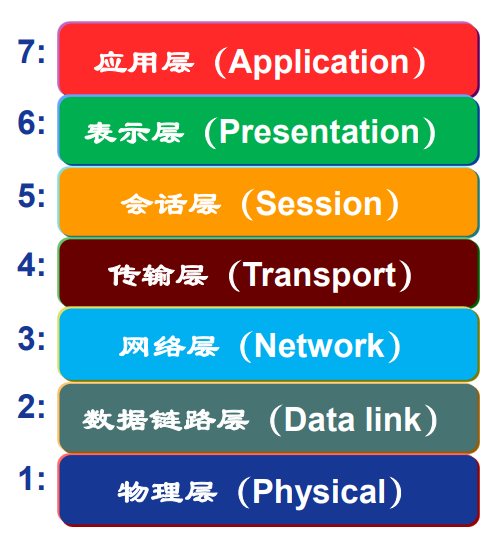 7: 应用层（Application）
6: 表示层（Presentation）
5: 会话层（Session）
4: 传输层（Transport）
3: 网络层（Network）
2: 数据链路层（Data link）
1: 物理层（Physical）